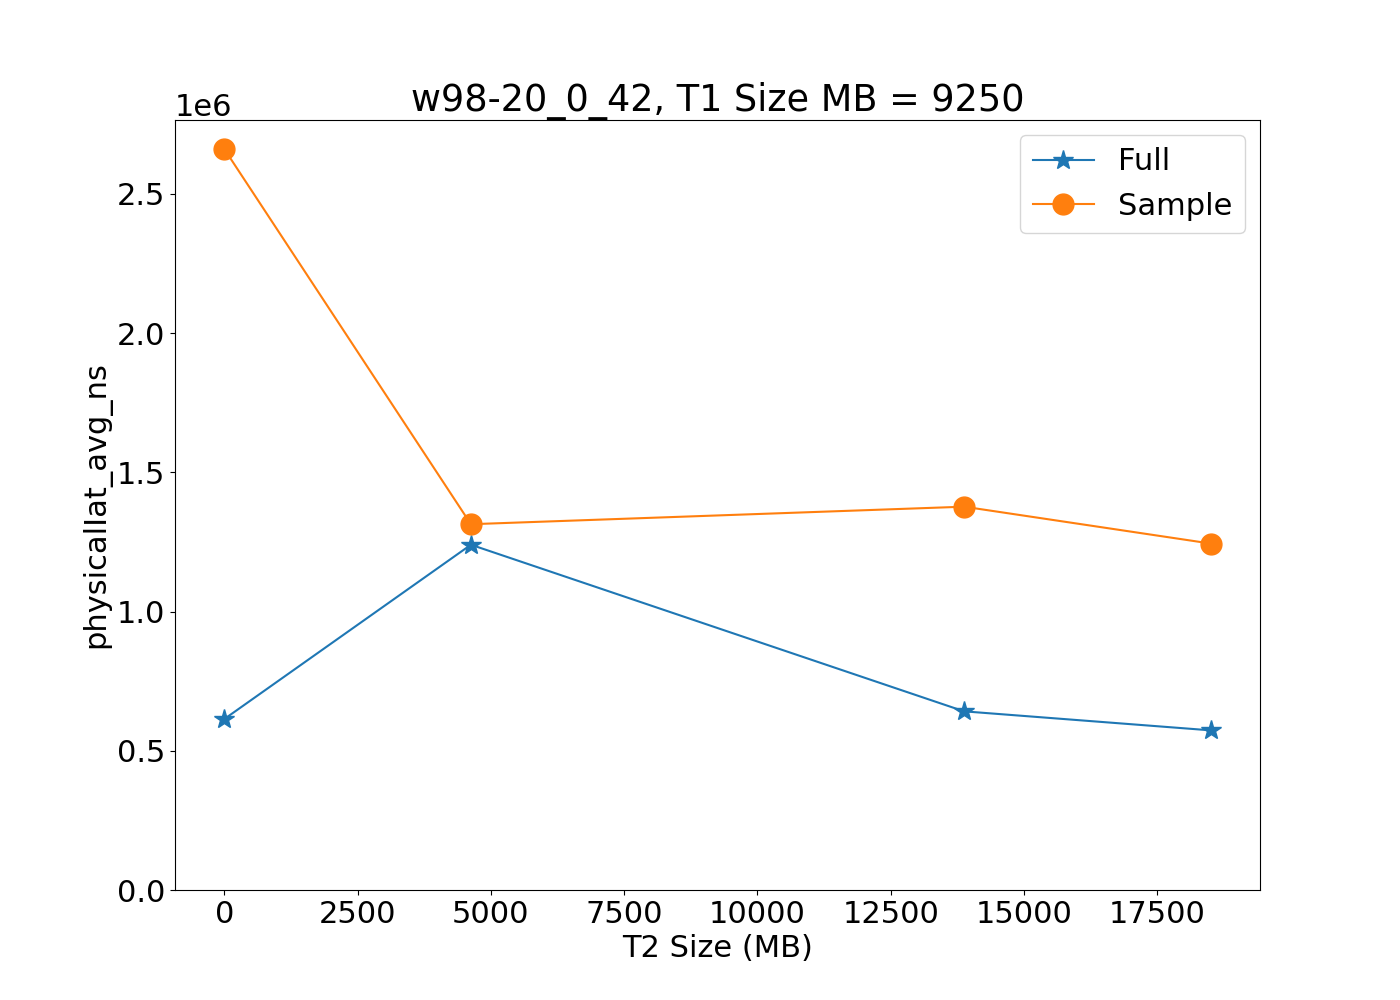 w98-20_0_42, T1 Size MB = 9250
1e6
Full
Sample
2.5
2.0
1.5
1.0
0.5
0.0
physicallat_avg_ns
0 2500 5000 7500 10000 12500 15000 17500
T2 Size (MB)